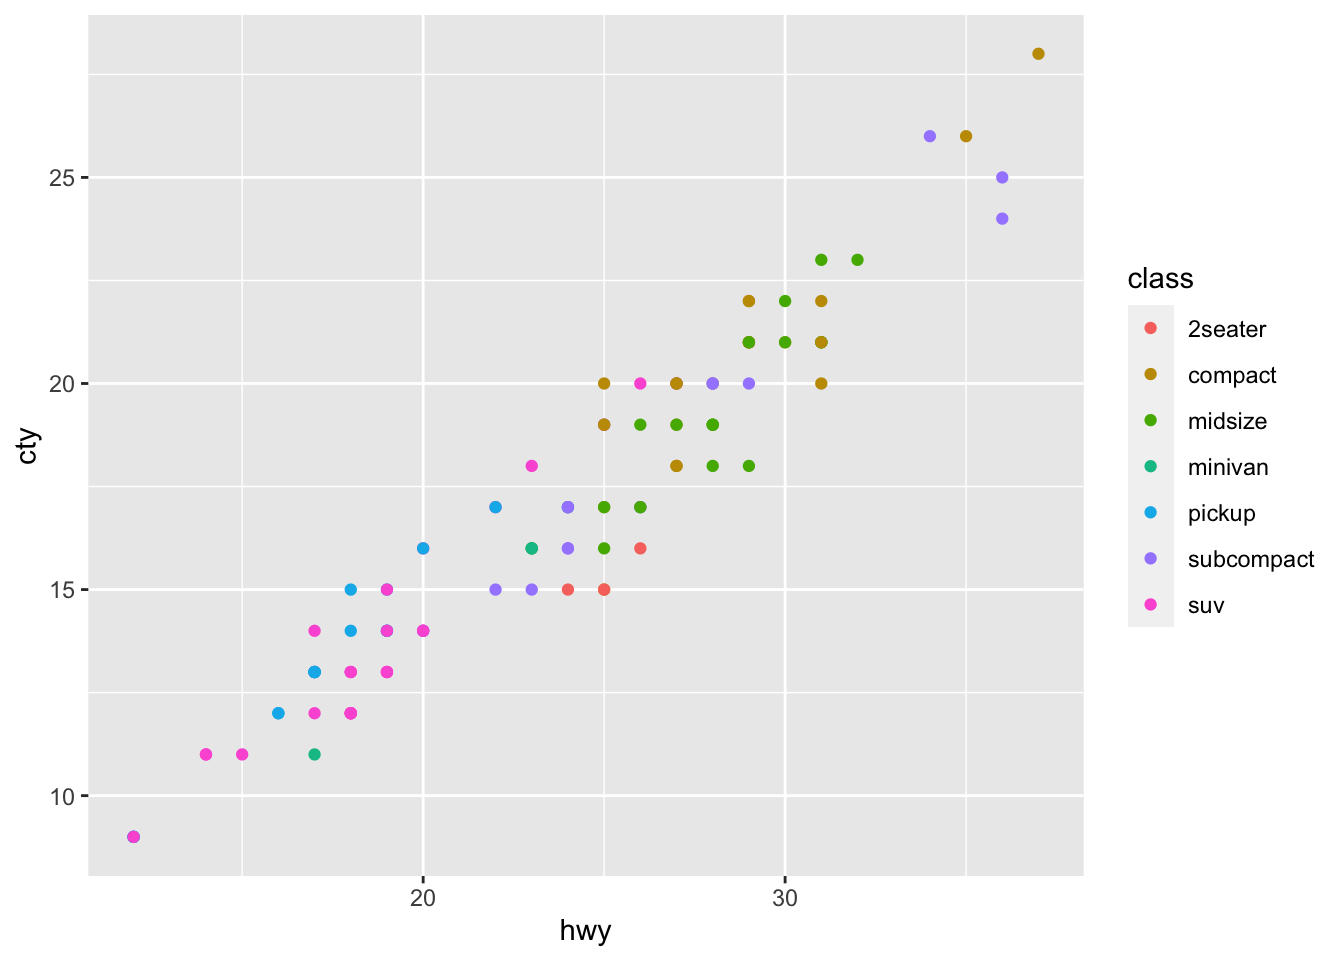 25
20
15
10
cty
20
30
hwy
class
2seater
compact
midsize
minivan
pickup
subcompact
suv